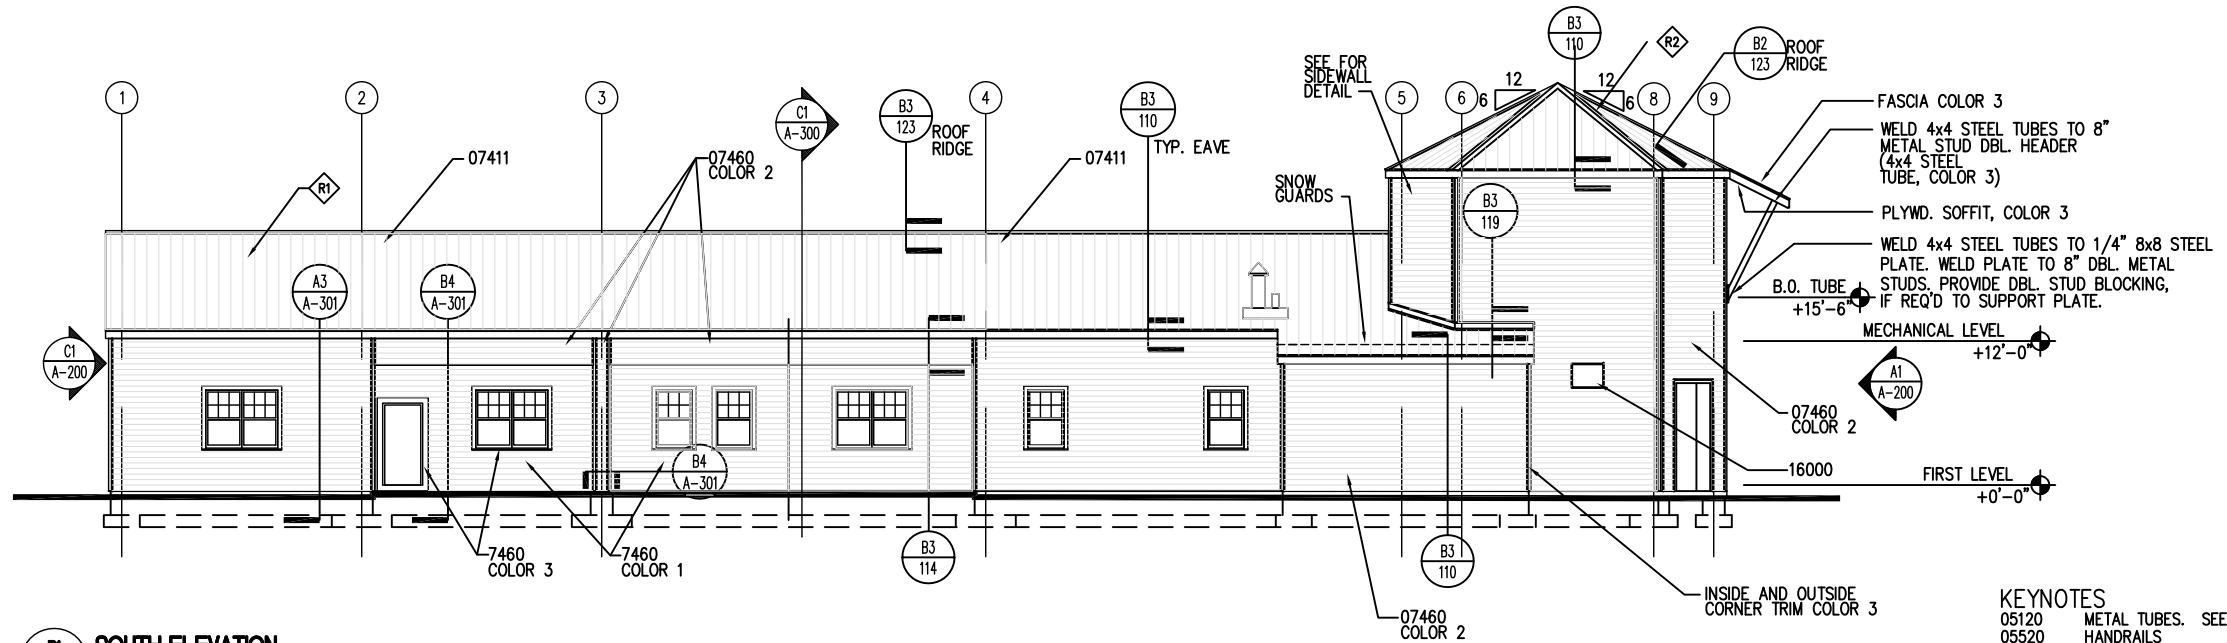 B3
110
R2
B2
123
ROOF
RIDGE
SEE FOR
SIDEWALL
DETAIL
12
6
12
6
1
2
3
C1
A-300
B3
123
ROOF
RIDGE
4
B3
110
TYP. EAVE
5
6
8
9
FASCIA COLOR 3
WELD 4x4 STEEL TUBES TO 8"
METAL STUD DBL. HEADER
(4x4 STEEL
TUBE, COLOR 3)
07411
07460
COLOR 2
07411
R1
SNOW
GUARDS
B3
119
PLYWD. SOFFIT, COLOR 3
WELD 4x4 STEEL TUBES TO 1/4" 8x8 STEEL
PLATE. WELD PLATE TO 8" DBL. METAL
STUDS. PROVIDE DBL. STUD BLOCKING,
IF REQ'D TO SUPPORT PLATE.
B.O. TUBE
+15'-6"
A3
A-301
B4
A-301
MECHANICAL LEVEL
+12'-0"
C1
A-200
A1
A-200
07460
COLOR 2
B4
A-301
16000
FIRST LEVEL
+0'-0"
7460
COLOR 3
7460
COLOR 1
B3
114
B3
110
INSIDE AND OUTSIDE
CORNER TRIM COLOR 3
07460
COLOR 2
KEYNOTES
05120 METAL TUBES. SEE
05520 HANDRAILS
SOUTH ELEVATION